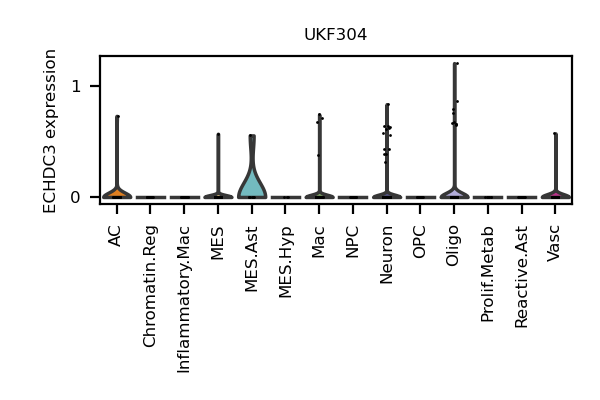 UKF304
ECHDC3 expression
1
0
AC
Chromatin.Reg
Inflammatory.Mac
MES
MES.Ast
MES.Hyp
Mac
NPC
Neuron
OPC
Oligo
Prolif.Metab
Reactive.Ast
Vasc